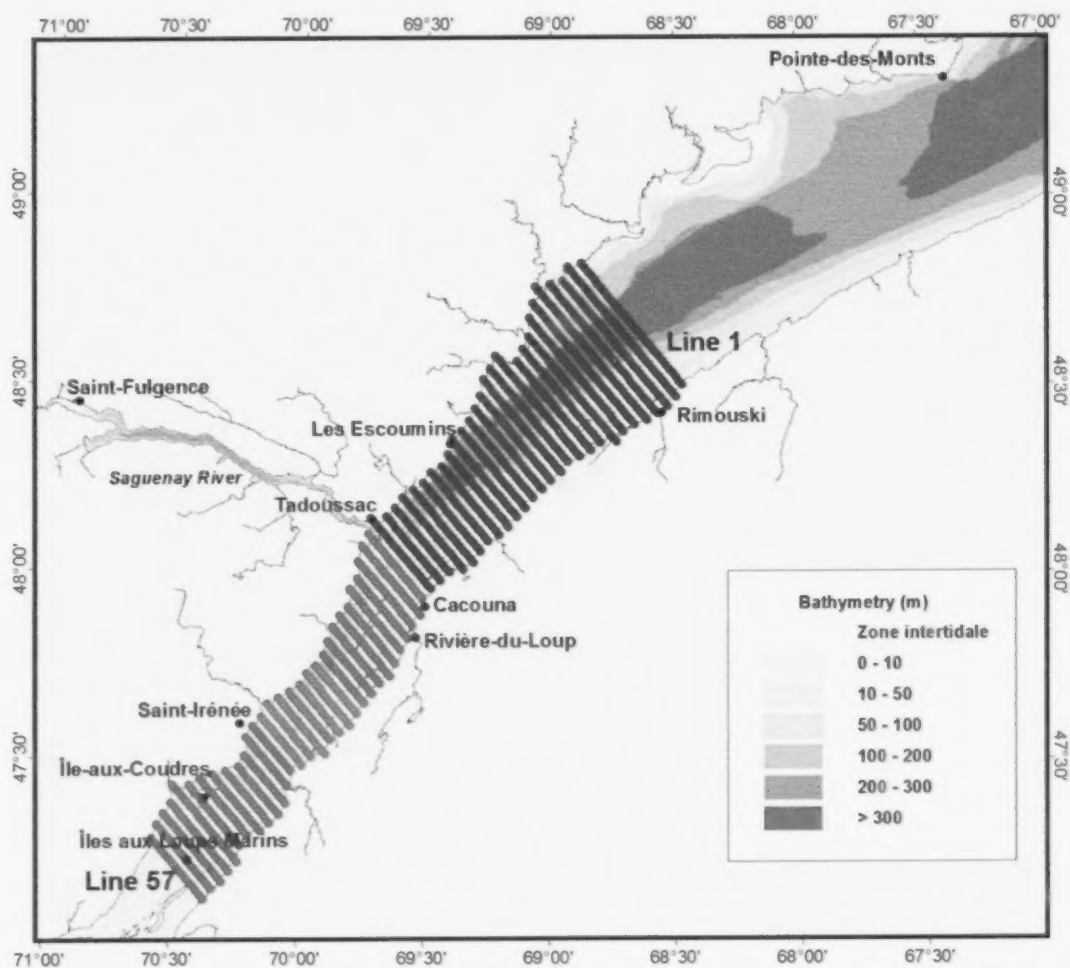 71°00' 70°30' 70°00' 69°30' 69°00' 68°30' 68°00' 67°30' 67°00'
Pointe-des-Monts
49°00' 49°00'
Line 1
48°30' 48°30'
Saint-Fulgence
Rimouski
Les Escoumins
Saguenay River
Tadoussac
48°00' 48°00'
Cacouna
Rivière-du-Loup
Bathymetry (m)
Zone intertidale
0 - 10
10 - 50
50 - 100
100 - 200
200 - 300
> 300
Saint-Irénée
47°30' 47°30'
Île-aux-Coudres
Îles aux Loups Marins
Line 57
71°00' 70°30' 70°00' 69°30' 69°00' 68°30' 68°00' 67°30'